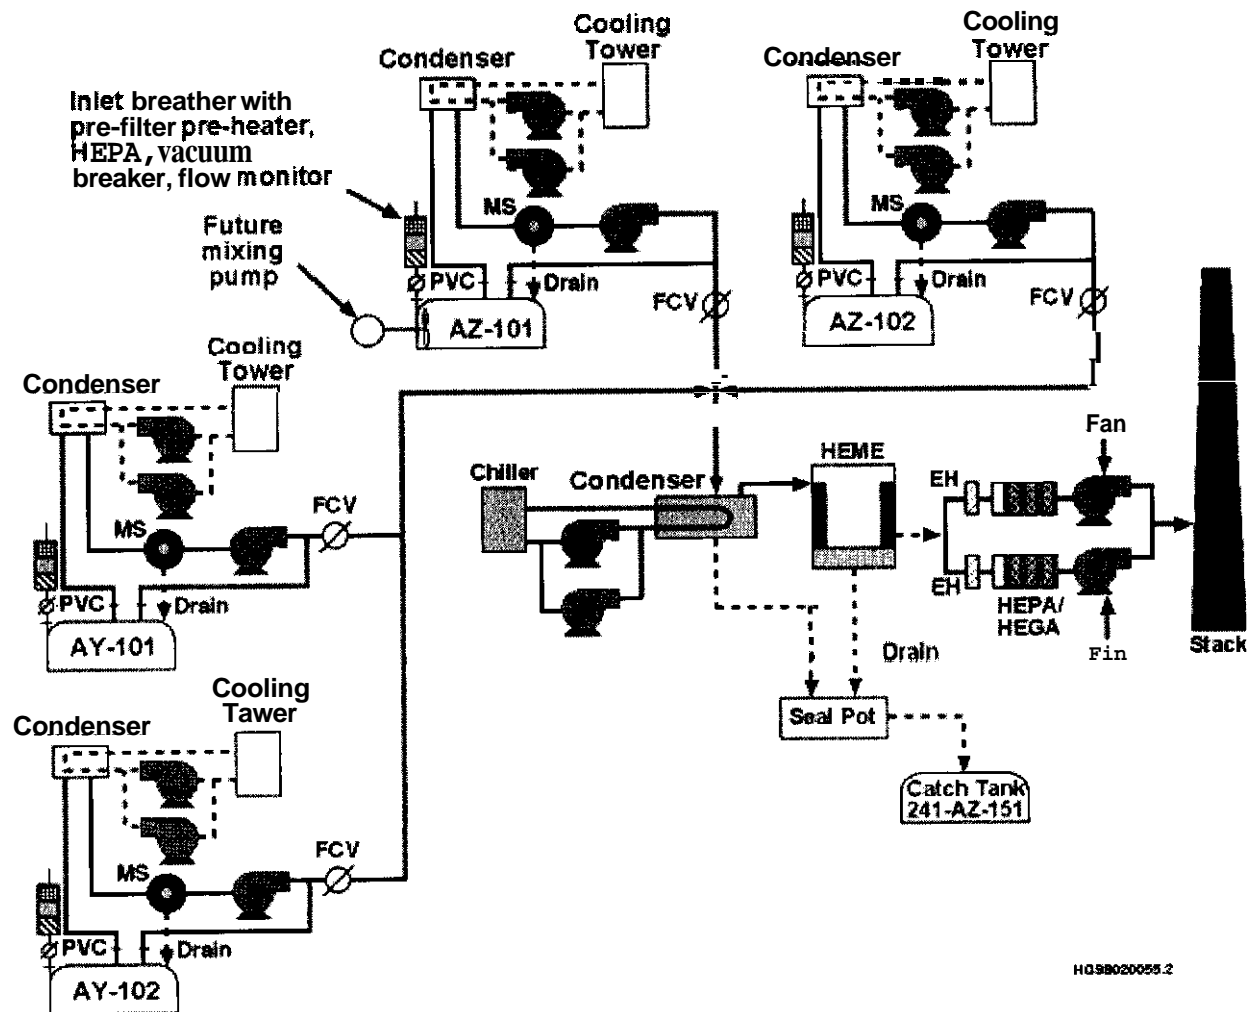 Cooling
Tower
Condenser
Cooling
Tower
Condenser
Inlet breather with
pre-filter pre-heater,
HEPA, vacuum
breaker, flow monitor
MS
MS
Future
mixing
pump
PVC
Drain
FCV
AZ-101
PVC
Drain
FCV
AZ-102
Cooling
Tower
Condenser
Fan
HEME
Chiller
Condenser
EH
FCV
MS
EH
PVC
Drain
HEPA/
HEGA
AY-101
Drain
Fin
Stack
Cooling
Tawer
Condenser
Seal Pot
Catch Tank
241-AZ-151
FCV
MS
PVC
Drain
AY-102
HG98020055.2